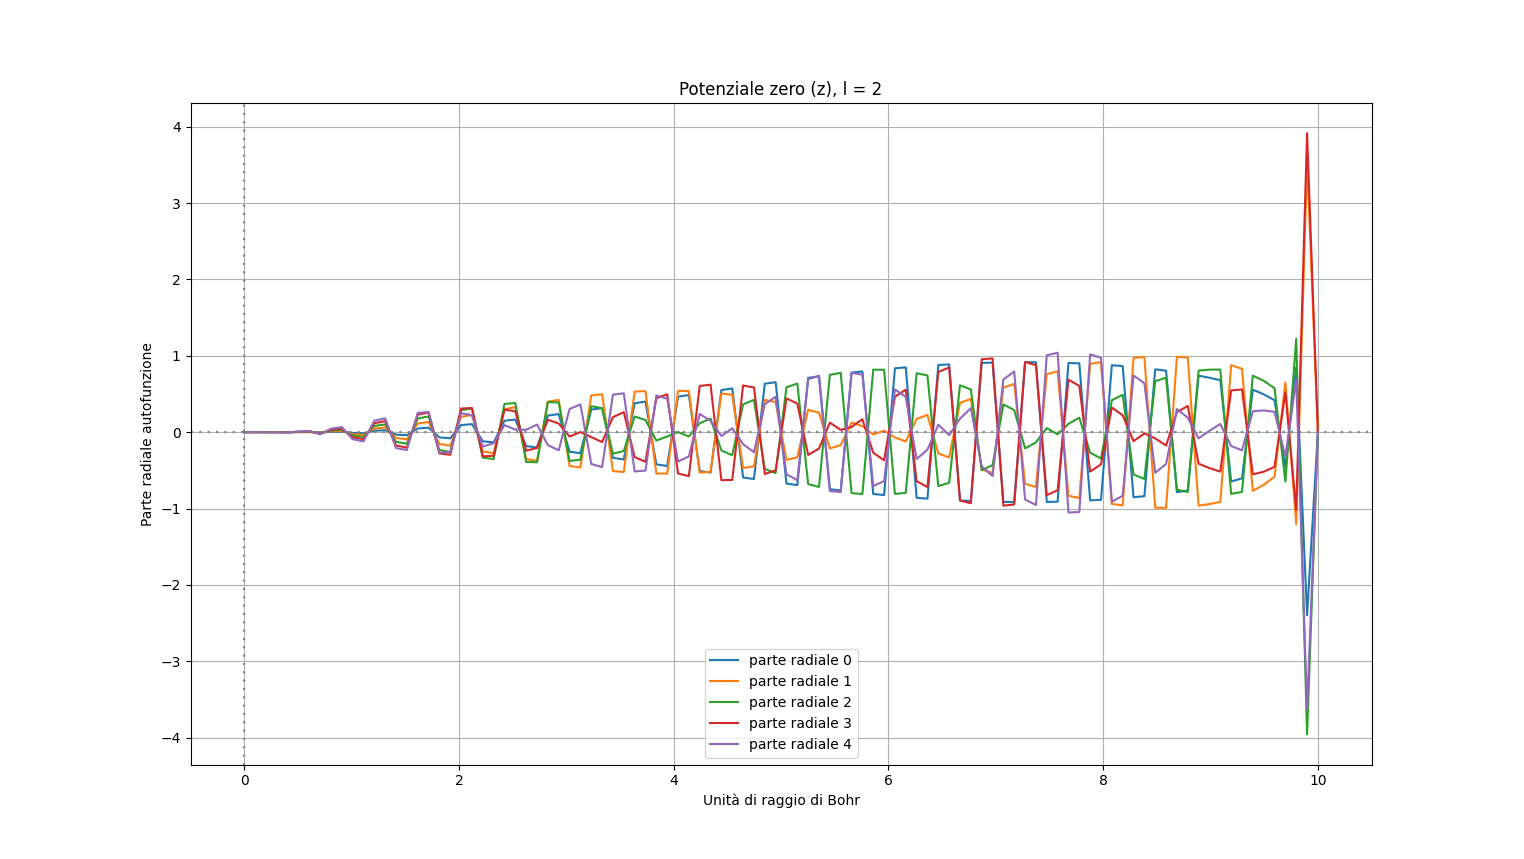 Potenziale zero (z), l = 2
Parte radiale autofunzione
4
3
2
1
0
−1
−2
−3
−4
parte radiale 0
parte radiale 1
parte radiale 2
parte radiale 3
parte radiale 4
0 2 4 6 8 10
Unità di raggio di Bohr